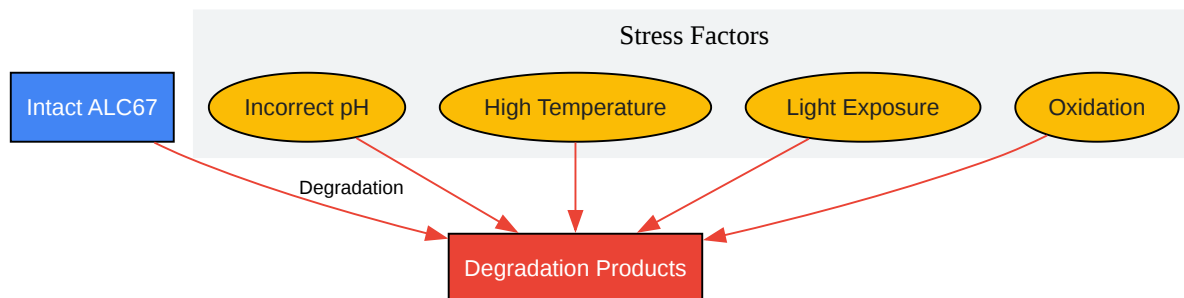 Stress Factors
Intact ALC67
Incorrect pH
High Temperature
Light Exposure
Oxidation
Degradation
Degradation Products